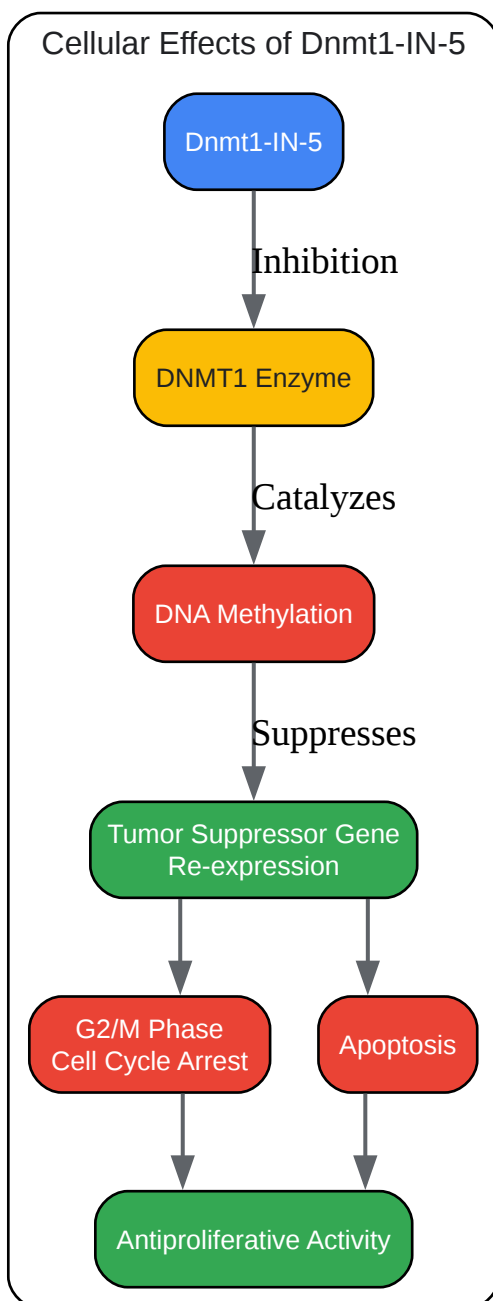 Cellular Effects of Dnmt1-IN-5
Dnmt1-IN-5
Inhibition
DNMT1 Enzyme
Catalyzes
DNA Methylation
Suppresses
Tumor Suppressor Gene
Re-expression
G2/M Phase
Cell Cycle Arrest
Apoptosis
Antiproliferative Activity